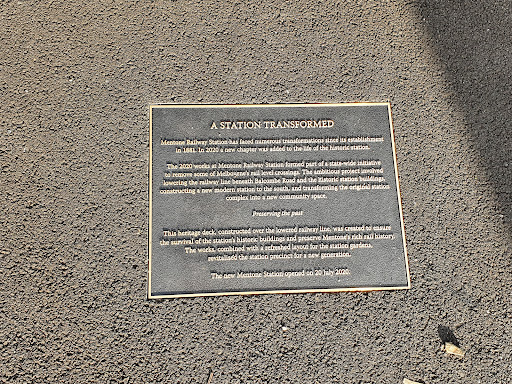 A STATION TRANSFORMED
Mentone Railway Station has faced numerous transformations since its establishment
in 1881. In 2020 a new chapter was added to the life of the historic station.
The 2020 works at Mentone Railway Station formed part of a state-wide initiative
to remove some of Melbourne's rail level crossings. The ambitious project involved
lowering the railway line beneath Balcombe Road and the historic station buildings,
constructing a new modern station to the south, and transforming the original station
complex into a new community space.
Preserving the past
This heritage deck, constructed over the lowered railway line, was created to ensure
the survival of the station's historic buildings and preserve Mentone's rich rail history.
The works, combined with a refreshed layout for the station gardens,
revitalised the station precinct for a new generation.
The new Mentone Station opened on 20 July 2020.